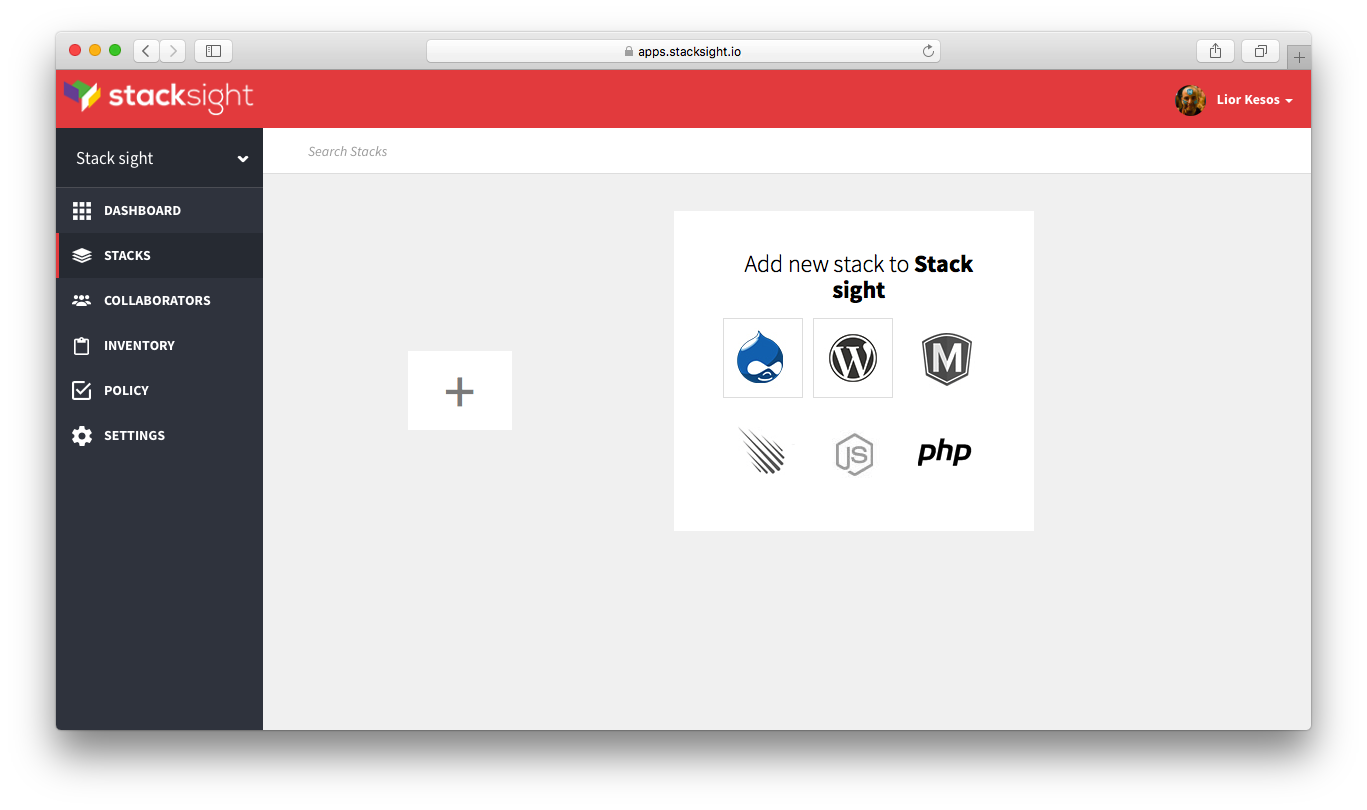 apps.stacksight.io
stacksight
Lior Kesos
Stack sight
Search Stacks
DASHBOARD
STACKS
COLLABORATORS
INVENTORY
POLICY
SETTINGS
Add new stack to Stack
sight
W
M
JS
php